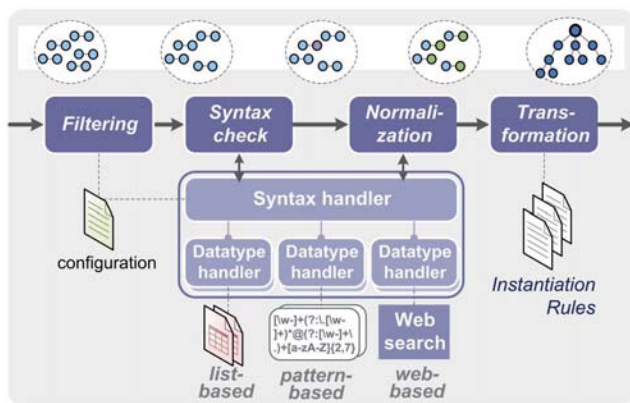 Filtering
Syntax
check
Normali-
zation
Trans-
formation
Syntax handler
configuration
Datatype
handler
Datatype
handler
Datatype
handler
Instantiation
Rules
[\w-]+(?:\.[\w-
]+)*@(?:[\w-]+\
.)+[a-zA-Z]{2,7}
Web
search
list-
based
pattern-
based
web-
based